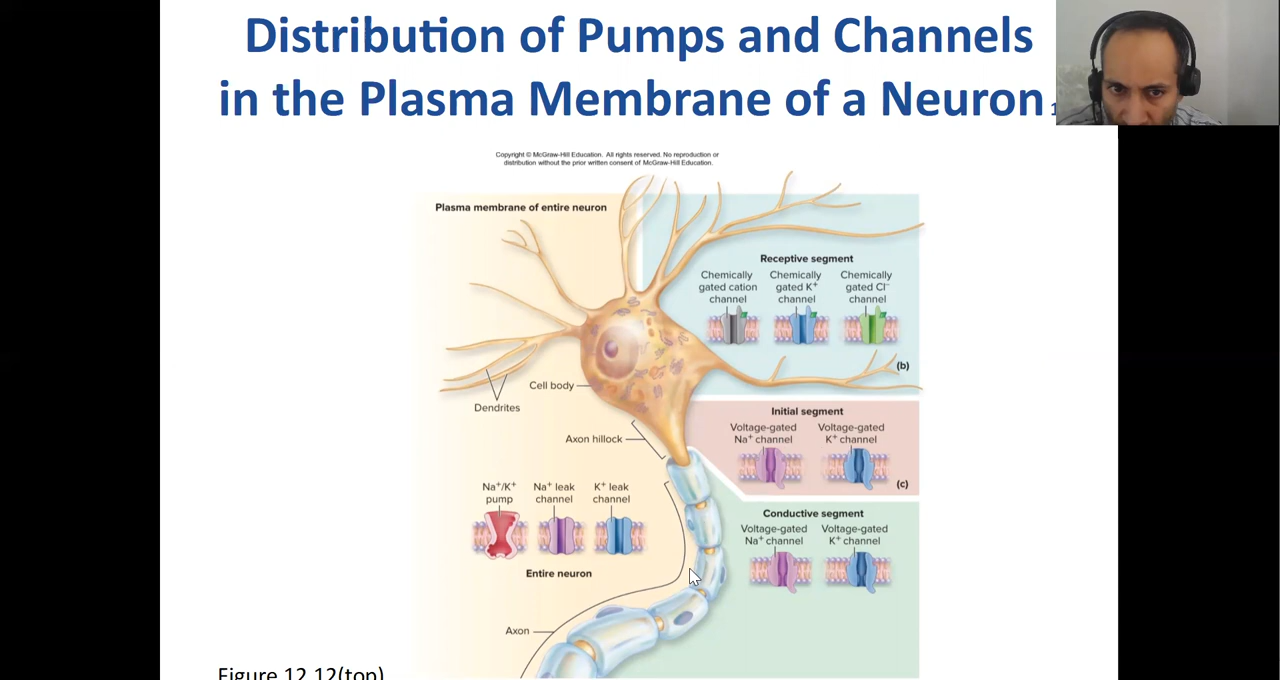 Distribution of Pumps and Channels
in the Plasma Membrane of a Neuron 1
Copyright © McGraw-Hill Education. All rights reserved. No reproduction or
distribution without the prior written consent of McGraw-Hill Education.
Plasma membrane of entire neuron
Receptive segment
Chemically
gated cation
channel
Chemically
gated K⁺
channel
Chemically
gated Cl⁻
channel
(b)
Cell body
Dendrites
Axon hillock
Initial segment
Voltage-gated
Na⁺ channel
Voltage-gated
K⁺ channel
(c)
Na⁺/K⁺
pump
Na⁺ leak
channel
K⁺ leak
channel
Entire neuron
Conductive segment
Voltage-gated
Na⁺ channel
Voltage-gated
K⁺ channel
Axon
Figure 12.12(top)